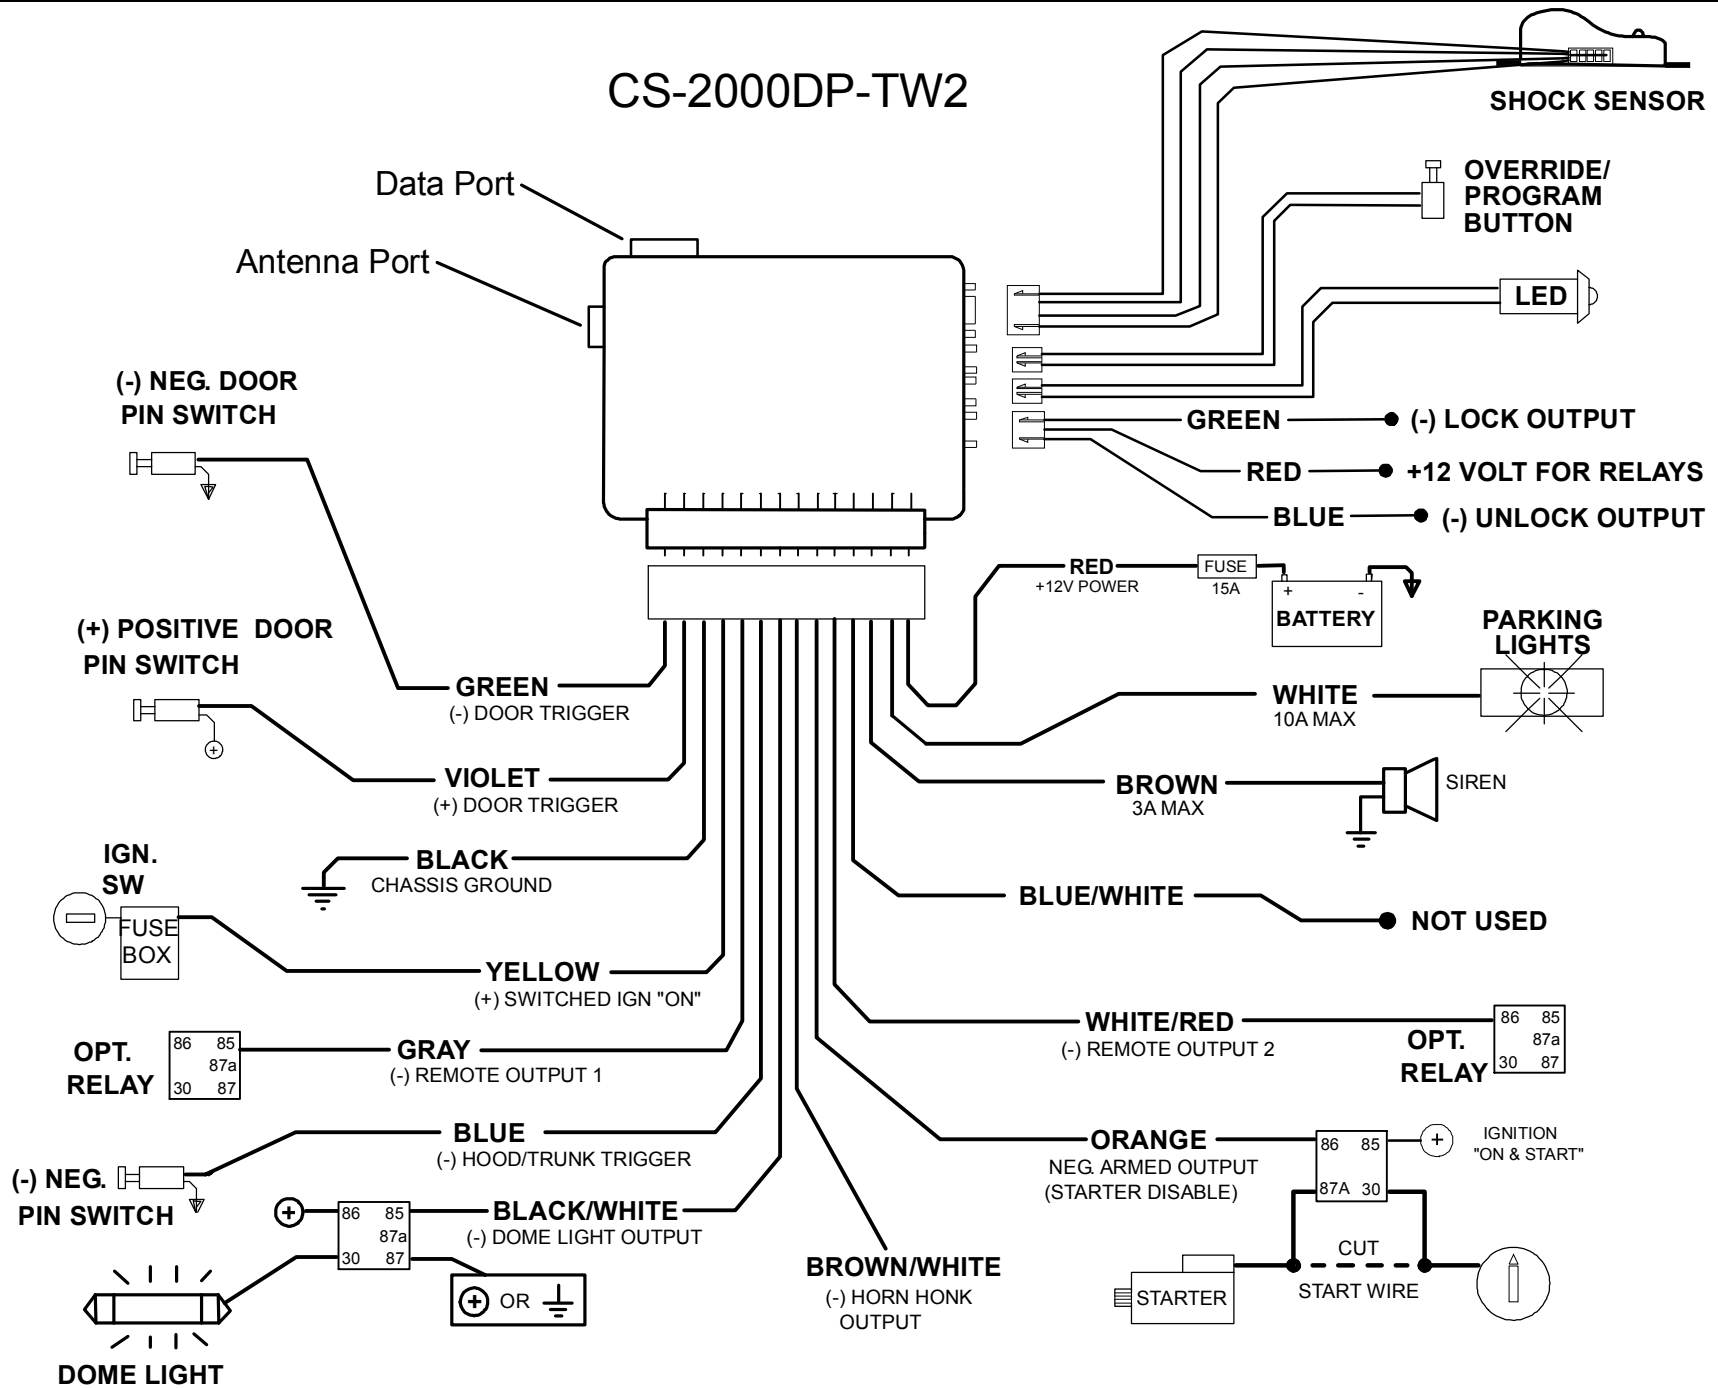 CS-2000DP-TW2
SHOCK SENSOR
Data Port
Antenna Port
OVERRIDE/
PROGRAM
BUTTON
LED
(-) NEG. DOOR
PIN SWITCH
GREEN
(-) LOCK OUTPUT
RED
+12 VOLT FOR RELAYS
BLUE
(-) UNLOCK OUTPUT
RED
+12V POWER
FUSE
15A
+
-
BATTERY
(+) POSITIVE DOOR
PIN SWITCH
PARKING
LIGHTS
GREEN
(-) DOOR TRIGGER
WHITE
10A MAX
+
VIOLET
(+) DOOR TRIGGER
BROWN
3A MAX
SIREN
IGN.
SW
FUSE
BOX
BLACK
CHASSIS GROUND
BLUE/WHITE
NOT USED
YELLOW
(+) SWITCHED IGN "ON"
OPT.
RELAY
86 85
87a
30 87
GRAY
(-) REMOTE OUTPUT 1
WHITE/RED
(-) REMOTE OUTPUT 2
OPT.
RELAY
86 85
87a
30 87
BLUE
(-) HOOD/TRUNK TRIGGER
(-) NEG.
PIN SWITCH
ORANGE
NEG. ARMED OUTPUT
(STARTER DISABLE)
86 85
87A 30
+
IGNITION
"ON & START"
+
86 85
87a
30 87
BLACK/WHITE
(-) DOME LIGHT OUTPUT
+ OR
DOME LIGHT
BROWN/WHITE
(-) HORN HONK
OUTPUT
STARTER
CUT
START WIRE